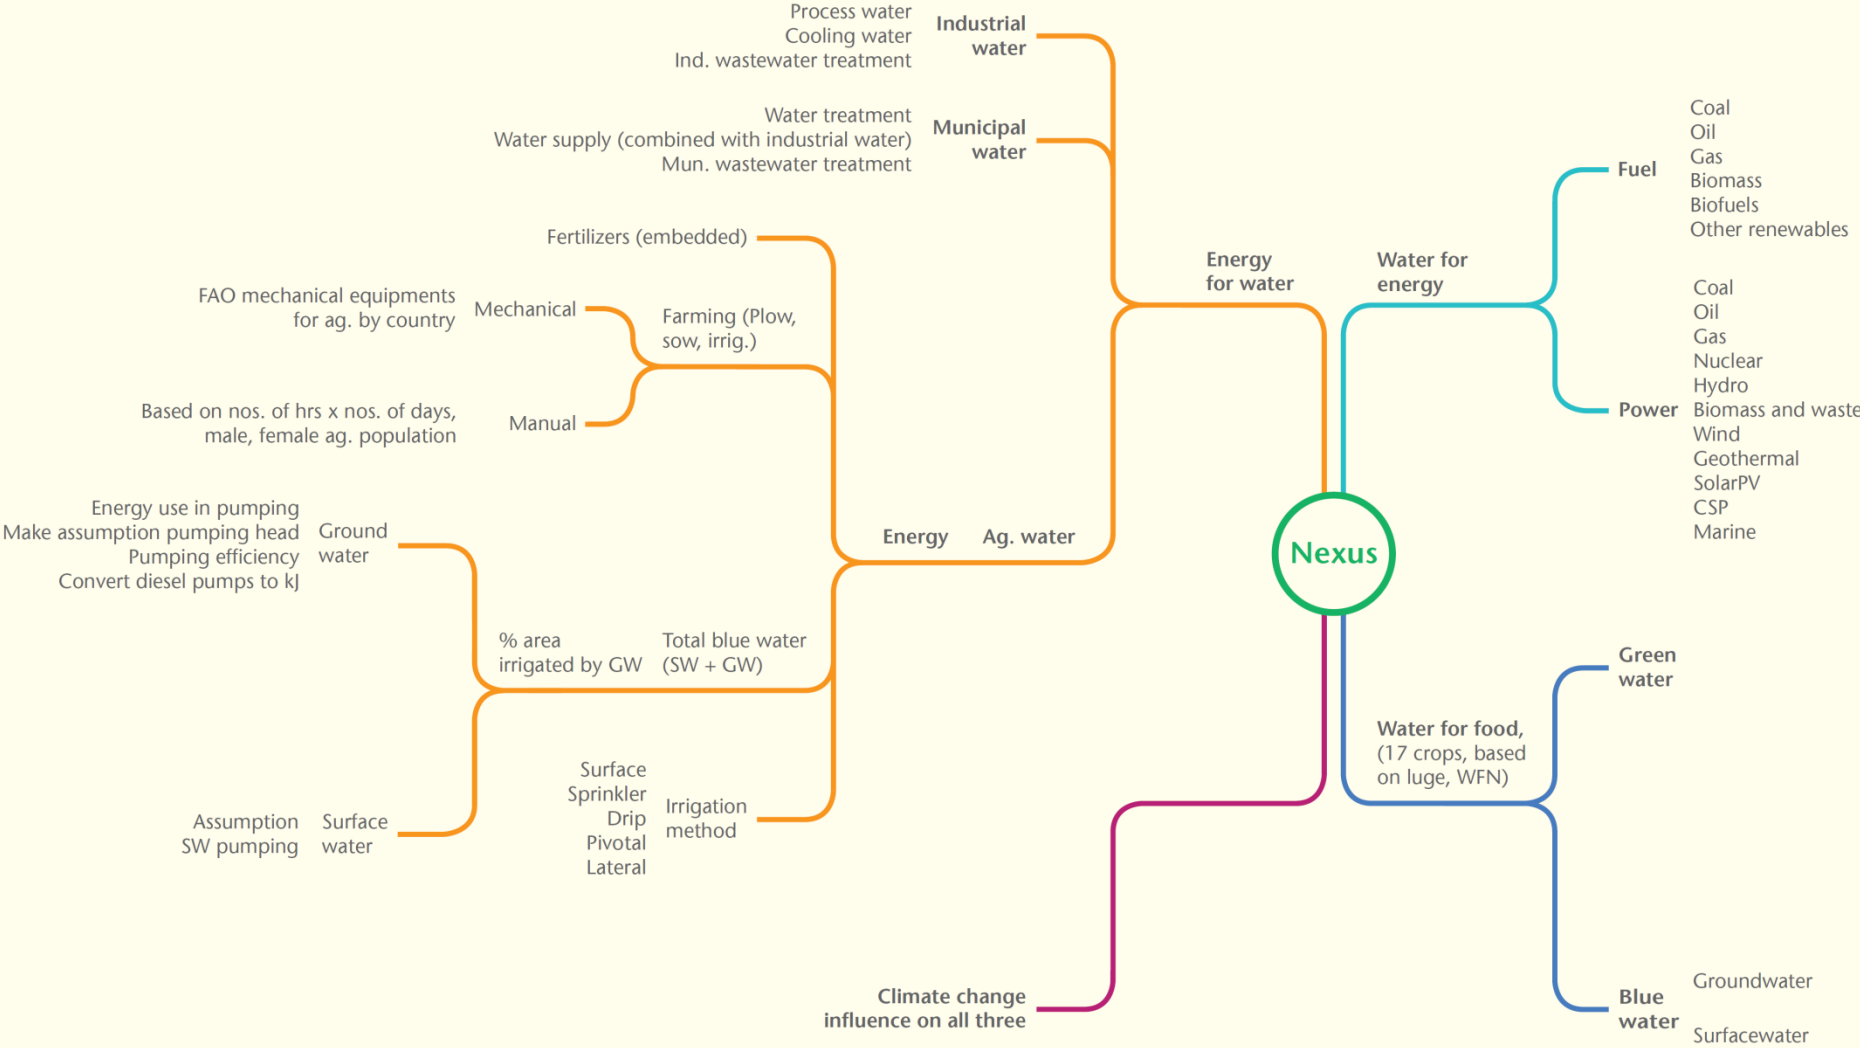 Process water
Cooling water
Ind. wastewater treatment
Industrial
water
Water treatment
Water supply (combined with industrial water)
Mun. wastewater treatment
Municipal
water
Fertilizers (embedded)
FAO mechanical equipments
for ag. by country
Mechanical
Farming (Plow,
sow, irrig.)
Based on nos. of hrs x nos. of days,
male, female ag. population
Manual
Energy use in pumping
Make assumption pumping head
Pumping efficiency
Convert diesel pumps to kJ
Ground
water
% area
irrigated by GW
Total blue water
(SW + GW)
Assumption
SW pumping
Surface
water
Surface
Sprinkler
Drip
Pivotal
Lateral
Irrigation
method
Energy
Ag. water
Energy
for water
Water for
energy
Fuel
Coal
Oil
Gas
Biomass
Biofuels
Other renewables
Power
Coal
Oil
Gas
Nuclear
Hydro
Biomass and waste
Wind
Geothermal
SolarPV
CSP
Marine
Nexus
Green
water
Water for food,
(17 crops, based
on luge, WFN)
Blue
water
Groundwater
Surfacewater
Climate change
influence on all three